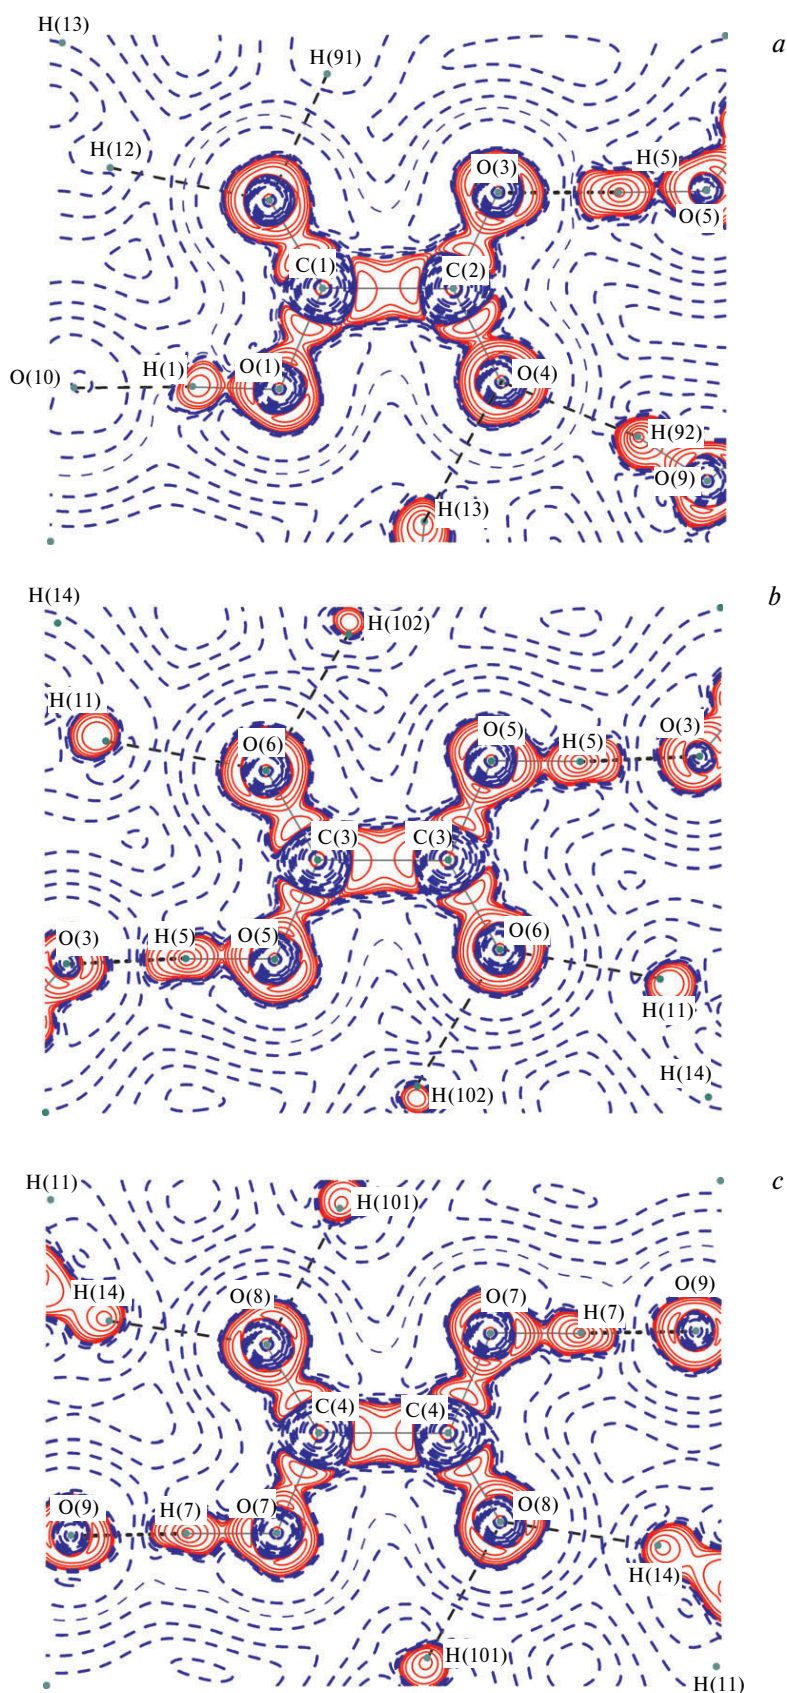 H(13)
a
H(91)
H(12)
O(3)
H(5)
O(5)
C(1)
C(2)
O(10)
H(1)
O(1)
O(4)
H(92)
O(9)
H(13)
H(14)
b
H(102)
H(11)
O(6)
O(5)
H(5)
O(3)
C(3)
C(3)
O(3)
H(5)
O(5)
O(6)
H(11)
H(14)
H(102)
H(11)
c
H(101)
H(14)
O(8)
O(7)
H(7)
O(9)
C(4)
C(4)
O(9)
H(7)
O(7)
O(8)
H(14)
H(101)
H(11)